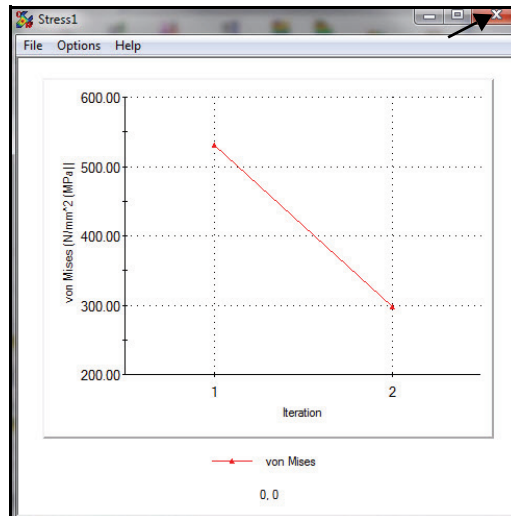 Stress1
File Options Help
600.00
500.00
400.00
300.00
200.00
von Mises (N/mm^2 (MPa)]
1 2
Iteration
von Mises
0, 0